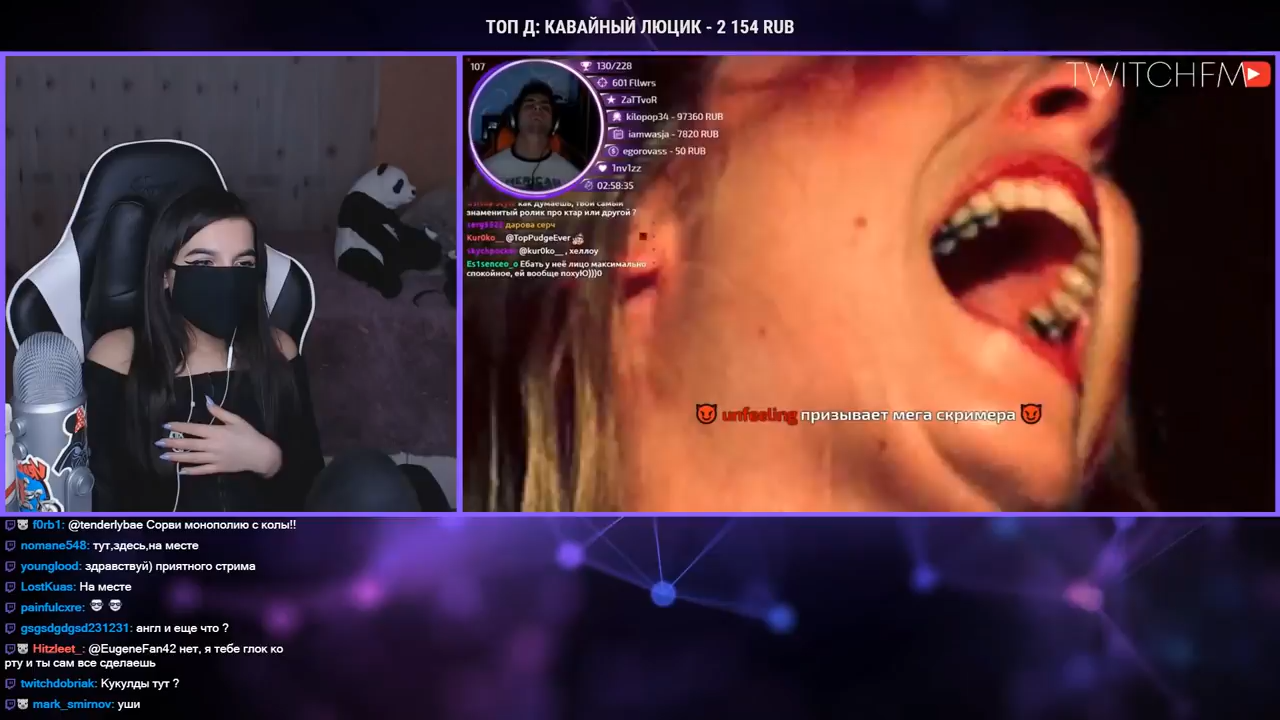 ТОП Д: КАВАЙНЫЙ ЛЮЦИК - 2 154 RUB
107
130/228
601 Fllwrs
ZaTTvoR
kilopop34 - 97360 RUB
iamwasja - 7820 RUB
egorovass - 50 RUB
1nv1zz
02:58:35
TWITCHFM
как думаешь, твой самый
знаменитый ролик про ктар или другой ?
дарова серч
Kur0ko__ @TopPudgeEver
@kur0ko__, хеллоу
Es1senceo_o Ебать у неё лицо максимально
спокойное, ей вообще похуЮ)))0
unfeeling призывает мега скримера
AMERICAN
f0rb1: @tenderlybae Сорви монополию с колы!!
nomane548: тут,здесь,на месте
younglood: здравствуй) приятного стрима
LostKuas: На месте
painfulcxre:
gsgsdgdgsd231231: англ и еще что ?
Hitzleet_: @EugeneFan42 нет, я тебе глок ко
рту и ты сам все сделаешь
twitchdobriak: Кукулды тут ?
mark_smirnov: уши